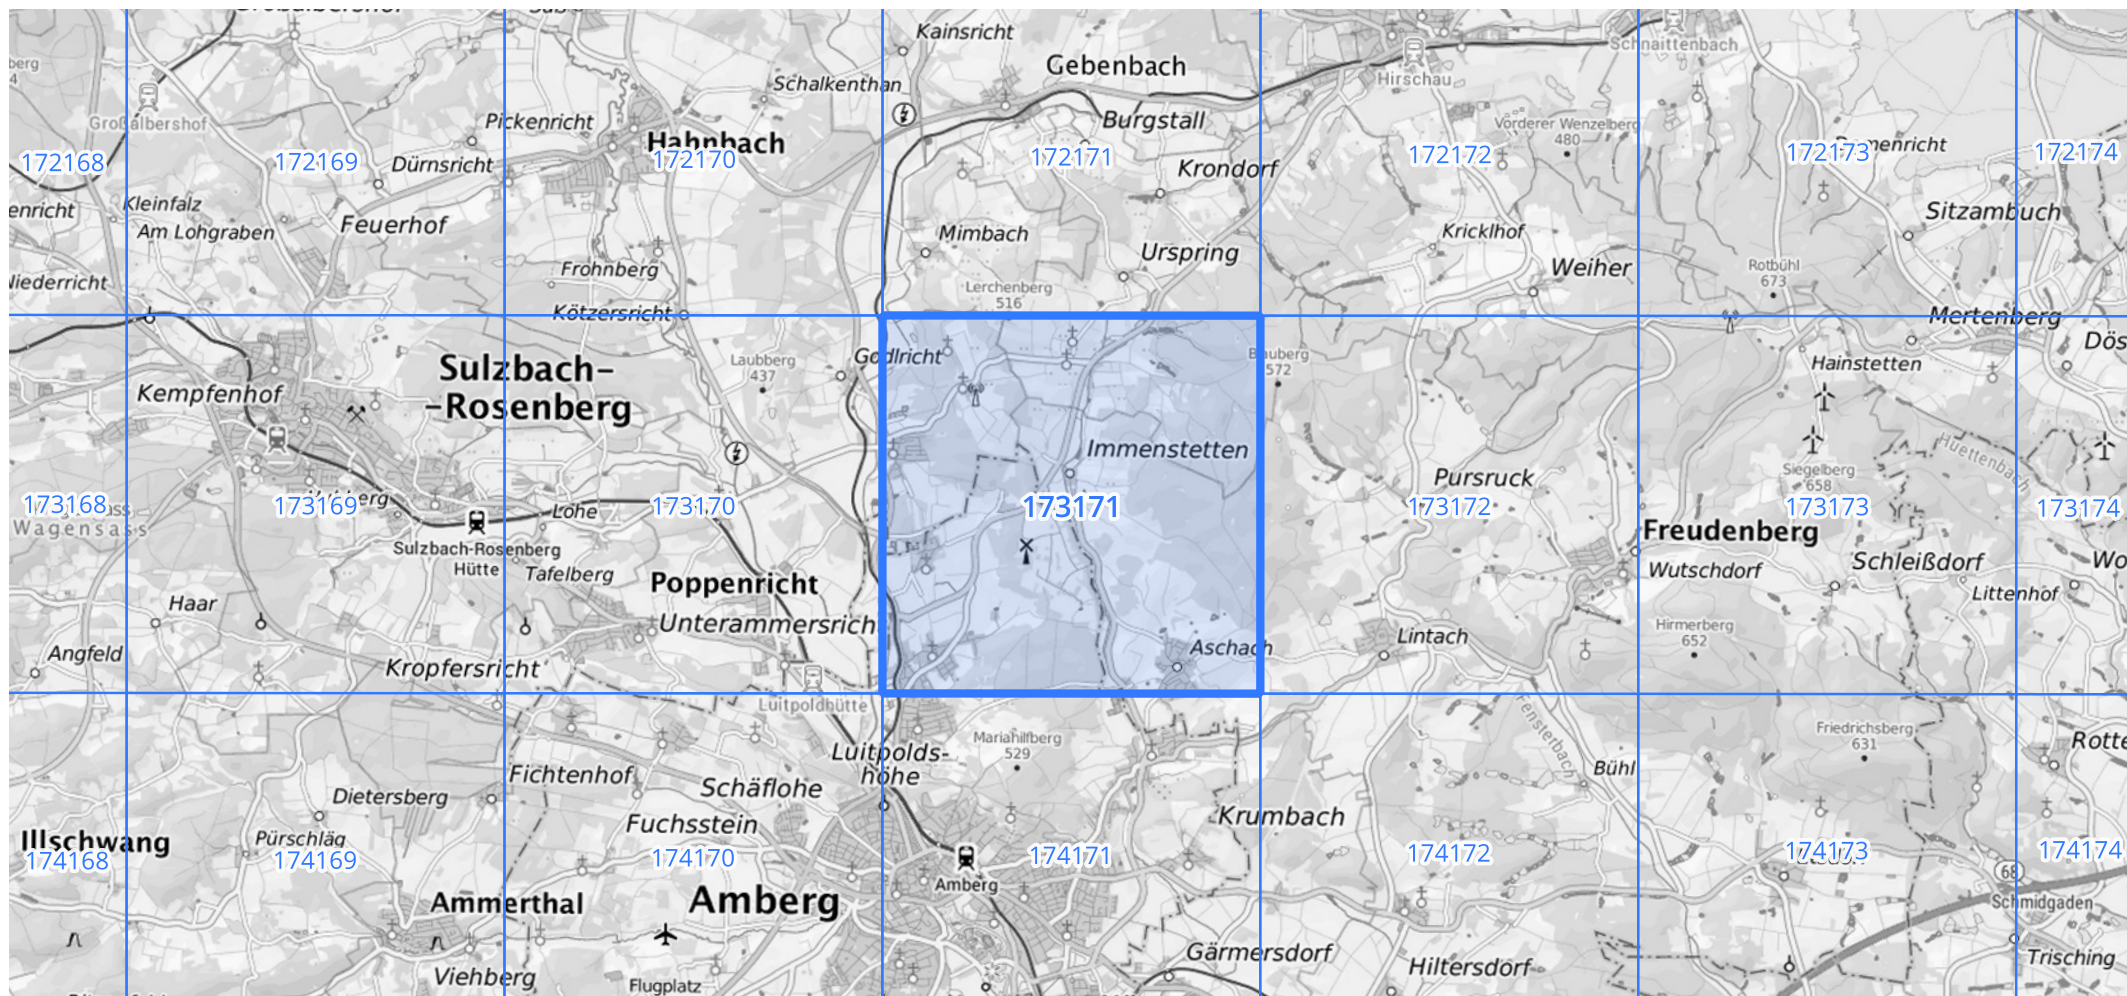 Kainsricht
Gebenbach
Schnaittenbach
Hirschau
Schalkenthan
Großalbershof
Pickenricht
Hahnbach
Burgstall
Vorderer Wenzelberg
480
172168
172169
Dürnsricht
172170
172171
Krondorf
172172
172173
172174
Kleinfalz
Am Lohgraben
Feuerhof
Mimbach
Urspring
Kricklhof
Sitzambuch
Frohnberg
Lerchenberg
516
Weiher
Rotbühl
673
Kötzersricht
Mertenberg
Kempfenhof
Sulzbach-
-Rosenberg
Laubberg
437
Godlricht
572
Hainstetten
Immenstetten
Pursruck
Siegelberg
658
Huettenbach
173168
173169
173170
173171
173172
173173
173174
Wagensass
Lohe
Sulzbach-Rosenberg
Hütte
Tafelberg
Freudenberg
Wutschdorf
Schleißdorf
Littenhof
Haar
Poppenricht
Unterammersricht
Hirmerberg
652
Angfeld
Kropfersricht
Aschach
Lintach
Luitpoldhütte
Fensterbach
Friedrichsberg
631
Mariahilfberg
529
Luitpolds-
höhe
Fichtenhof
Schäflohe
Bühl
Dietersberg
Fuchsstein
Krumbach
Illschwang
Pürschläg
174168
174169
174170
174171
174172
174173
174174
Amberg
Amberg
Ammerthal
Schmidgaden
Gärmersdorf
Hiltersdorf
Trisching
Viehberg
Flugplatz